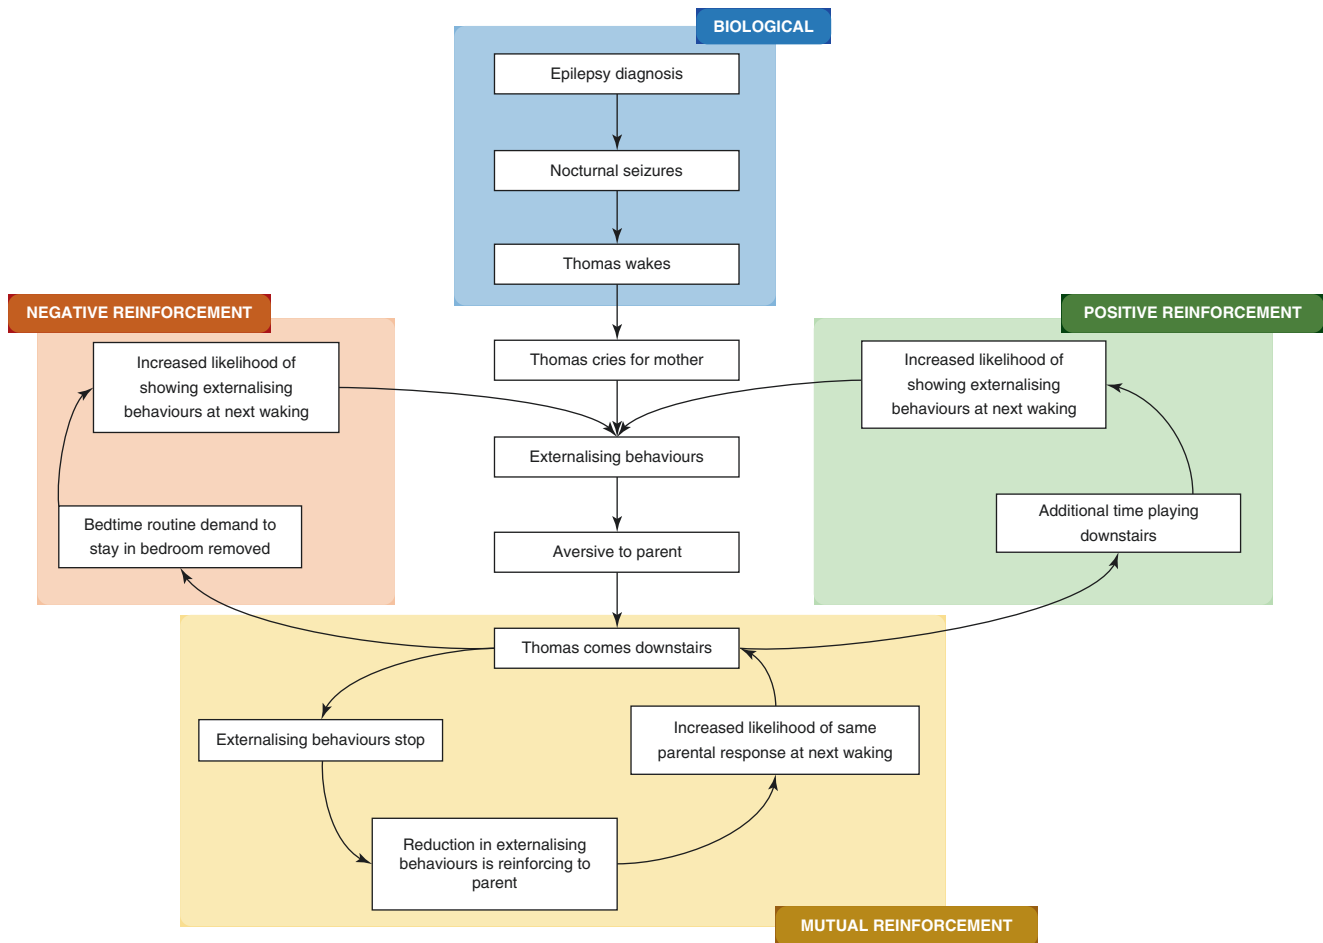 BIOLOGICAL
Epilepsy diagnosis
Nocturnal seizures
Thomas wakes
NEGATIVE REINFORCEMENT
POSITIVE REINFORCEMENT
Increased likelihood of
showing externalising
behaviours at next waking
Thomas cries for mother
Increased likelihood of
showing externalising
behaviours at next waking
Externalising behaviours
Bedtime routine demand to
stay in bedroom removed
Additional time playing
downstairs
Aversive to parent
Thomas comes downstairs
Externalising behaviours stop
Increased likelihood of same
parental response at next waking
Reduction in externalising
behaviours is reinforcing to
parent
MUTUAL REINFORCEMENT